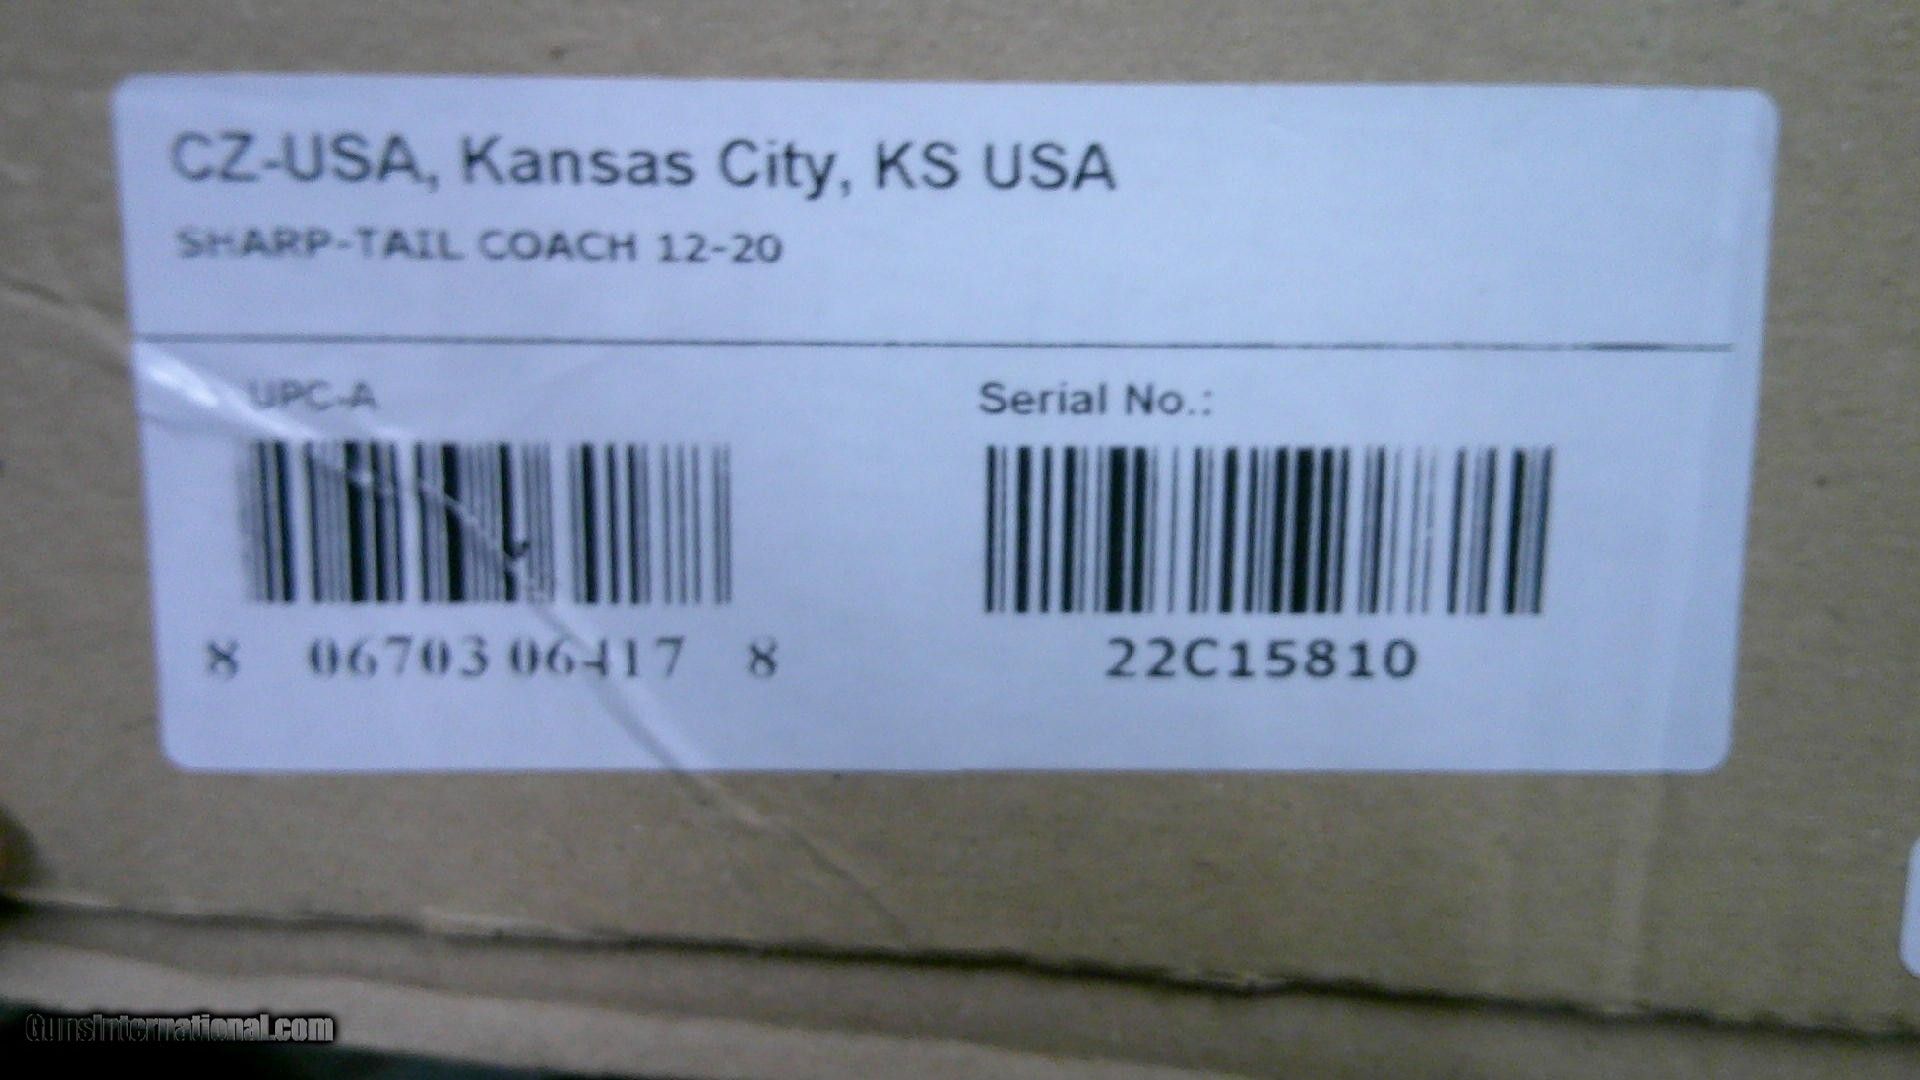 CZ-USA, Kansas City, KS USA
SHARP-TAIL COACH 12-20
UPC-A
Serial No.:
8 06703 06417 8
22C15810
GunsInternational.com